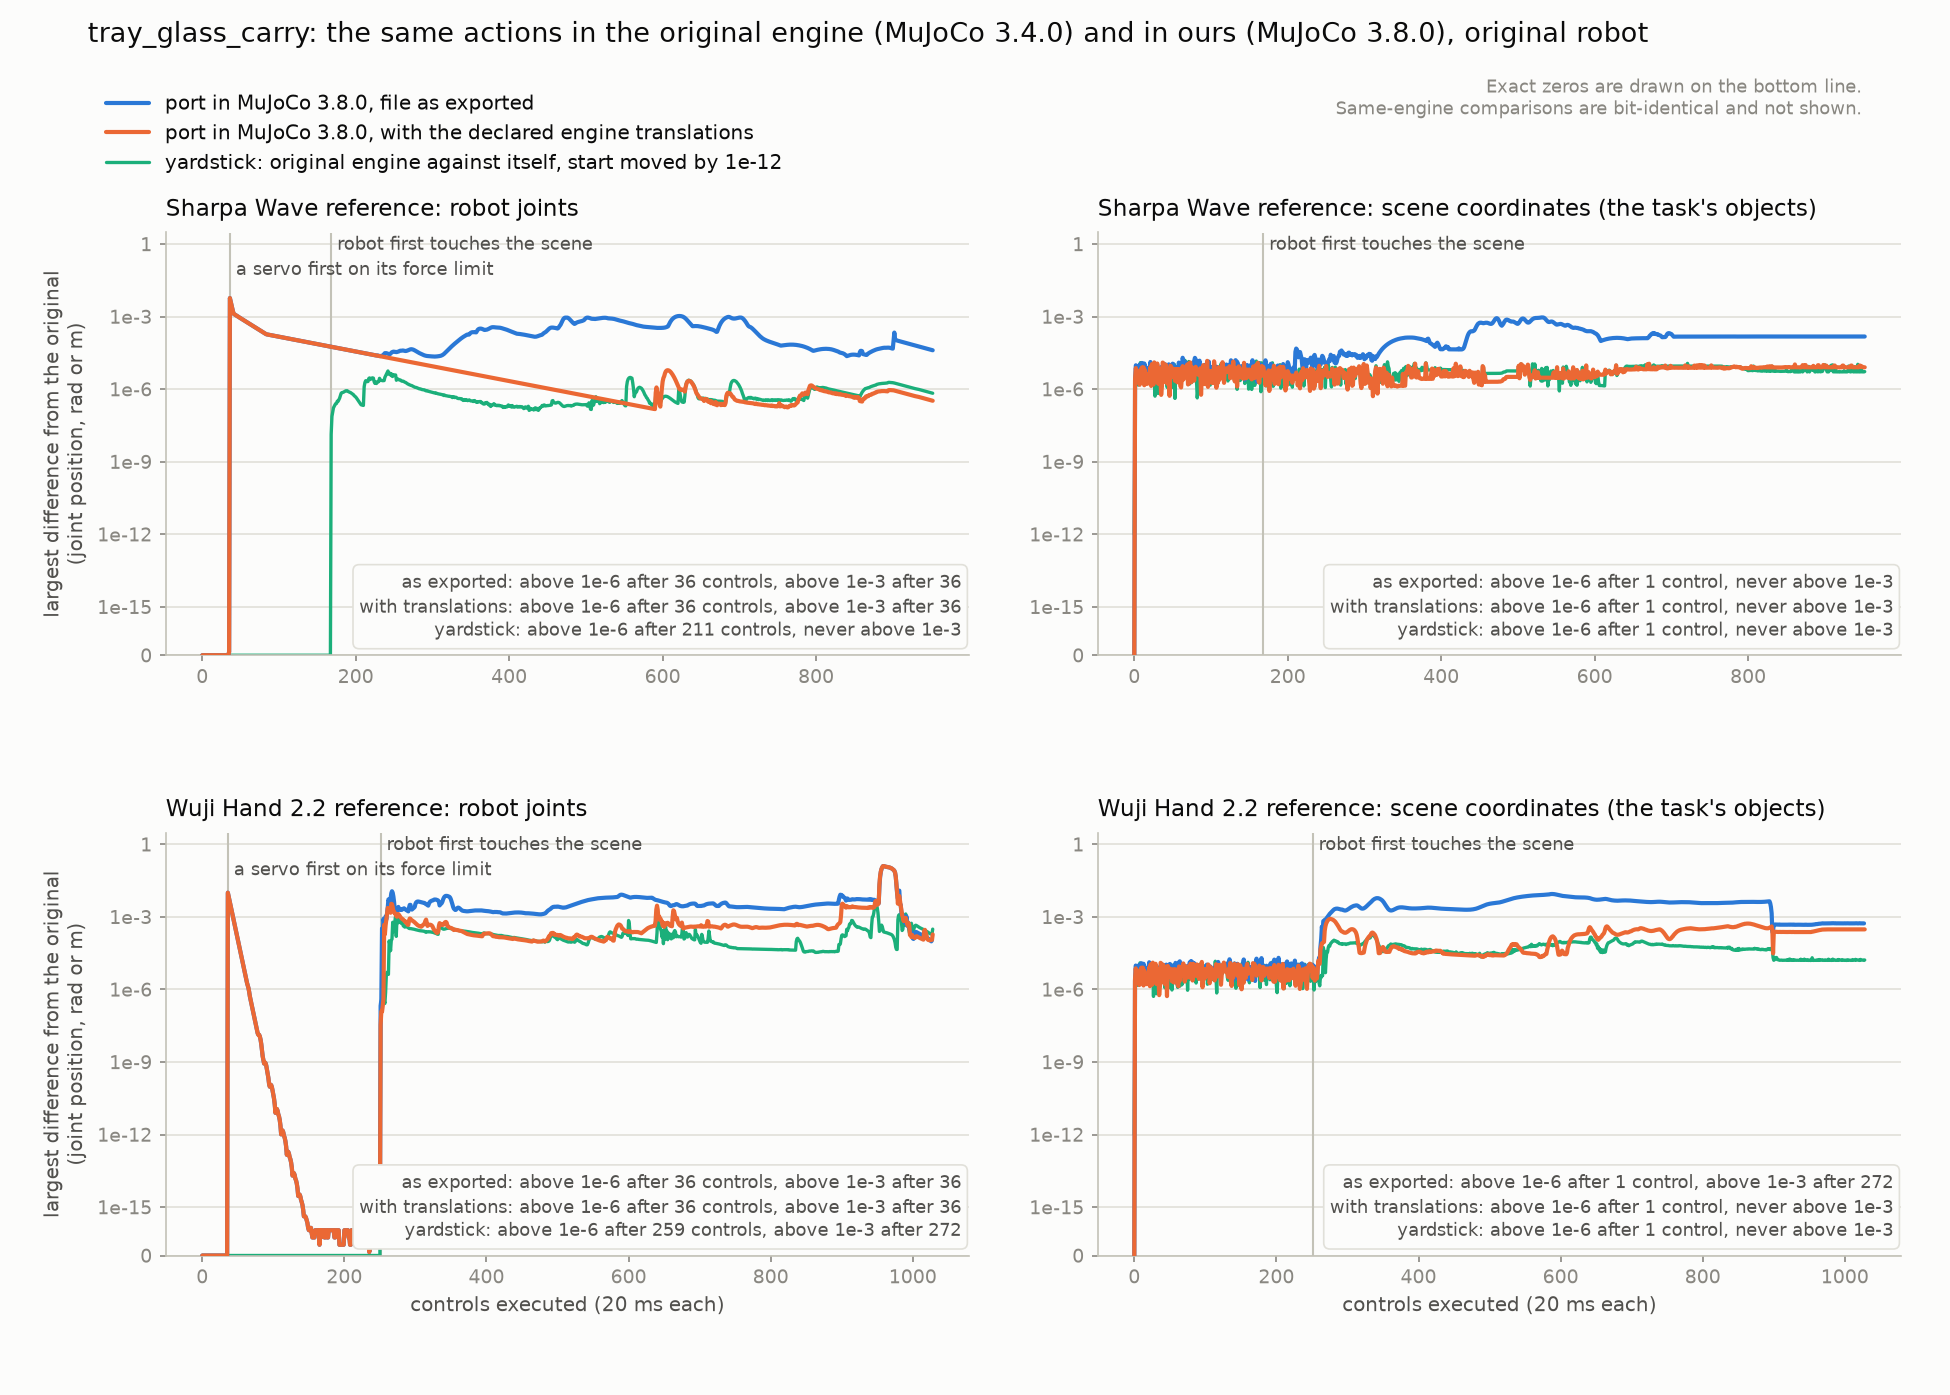 tray_glass_carry: the same actions in the original engine (MuJoCo 3.4.0) and in ours (MuJoCo 3.8.0), original robot
port in MuJoCo 3.8.0, file as exported
port in MuJoCo 3.8.0, with the declared engine translations
yardstick: original engine against itself, start moved by 1e-12
Exact zeros are drawn on the bottom line.
Same-engine comparisons are bit-identical and not shown.
Sharpa Wave reference: robot joints
largest difference from the original
(joint position, rad or m)
1
1e-3
1e-6
1e-9
1e-12
1e-15
0
robot first touches the scene
a servo first on its force limit
as exported: above 1e-6 after 36 controls, above 1e-3 after 36
with translations: above 1e-6 after 36 controls, above 1e-3 after 36
yardstick: above 1e-6 after 211 controls, never above 1e-3
0 200 400 600 800
Sharpa Wave reference: scene coordinates (the task's objects)
1
1e-3
1e-6
1e-9
1e-12
1e-15
0
robot first touches the scene
as exported: above 1e-6 after 1 control, never above 1e-3
with translations: above 1e-6 after 1 control, never above 1e-3
yardstick: above 1e-6 after 1 control, never above 1e-3
0 200 400 600 800
Wuji Hand 2.2 reference: robot joints
largest difference from the original
(joint position, rad or m)
1
1e-3
1e-6
1e-9
1e-12
1e-15
0
robot first touches the scene
a servo first on its force limit
as exported: above 1e-6 after 36 controls, above 1e-3 after 36
with translations: above 1e-6 after 36 controls, above 1e-3 after 36
yardstick: above 1e-6 after 259 controls, above 1e-3 after 272
0 200 400 600 800 1000
controls executed (20 ms each)
Wuji Hand 2.2 reference: scene coordinates (the task's objects)
1
1e-3
1e-6
1e-9
1e-12
1e-15
0
robot first touches the scene
as exported: above 1e-6 after 1 control, above 1e-3 after 272
with translations: above 1e-6 after 1 control, never above 1e-3
yardstick: above 1e-6 after 1 control, never above 1e-3
0 200 400 600 800 1000
controls executed (20 ms each)